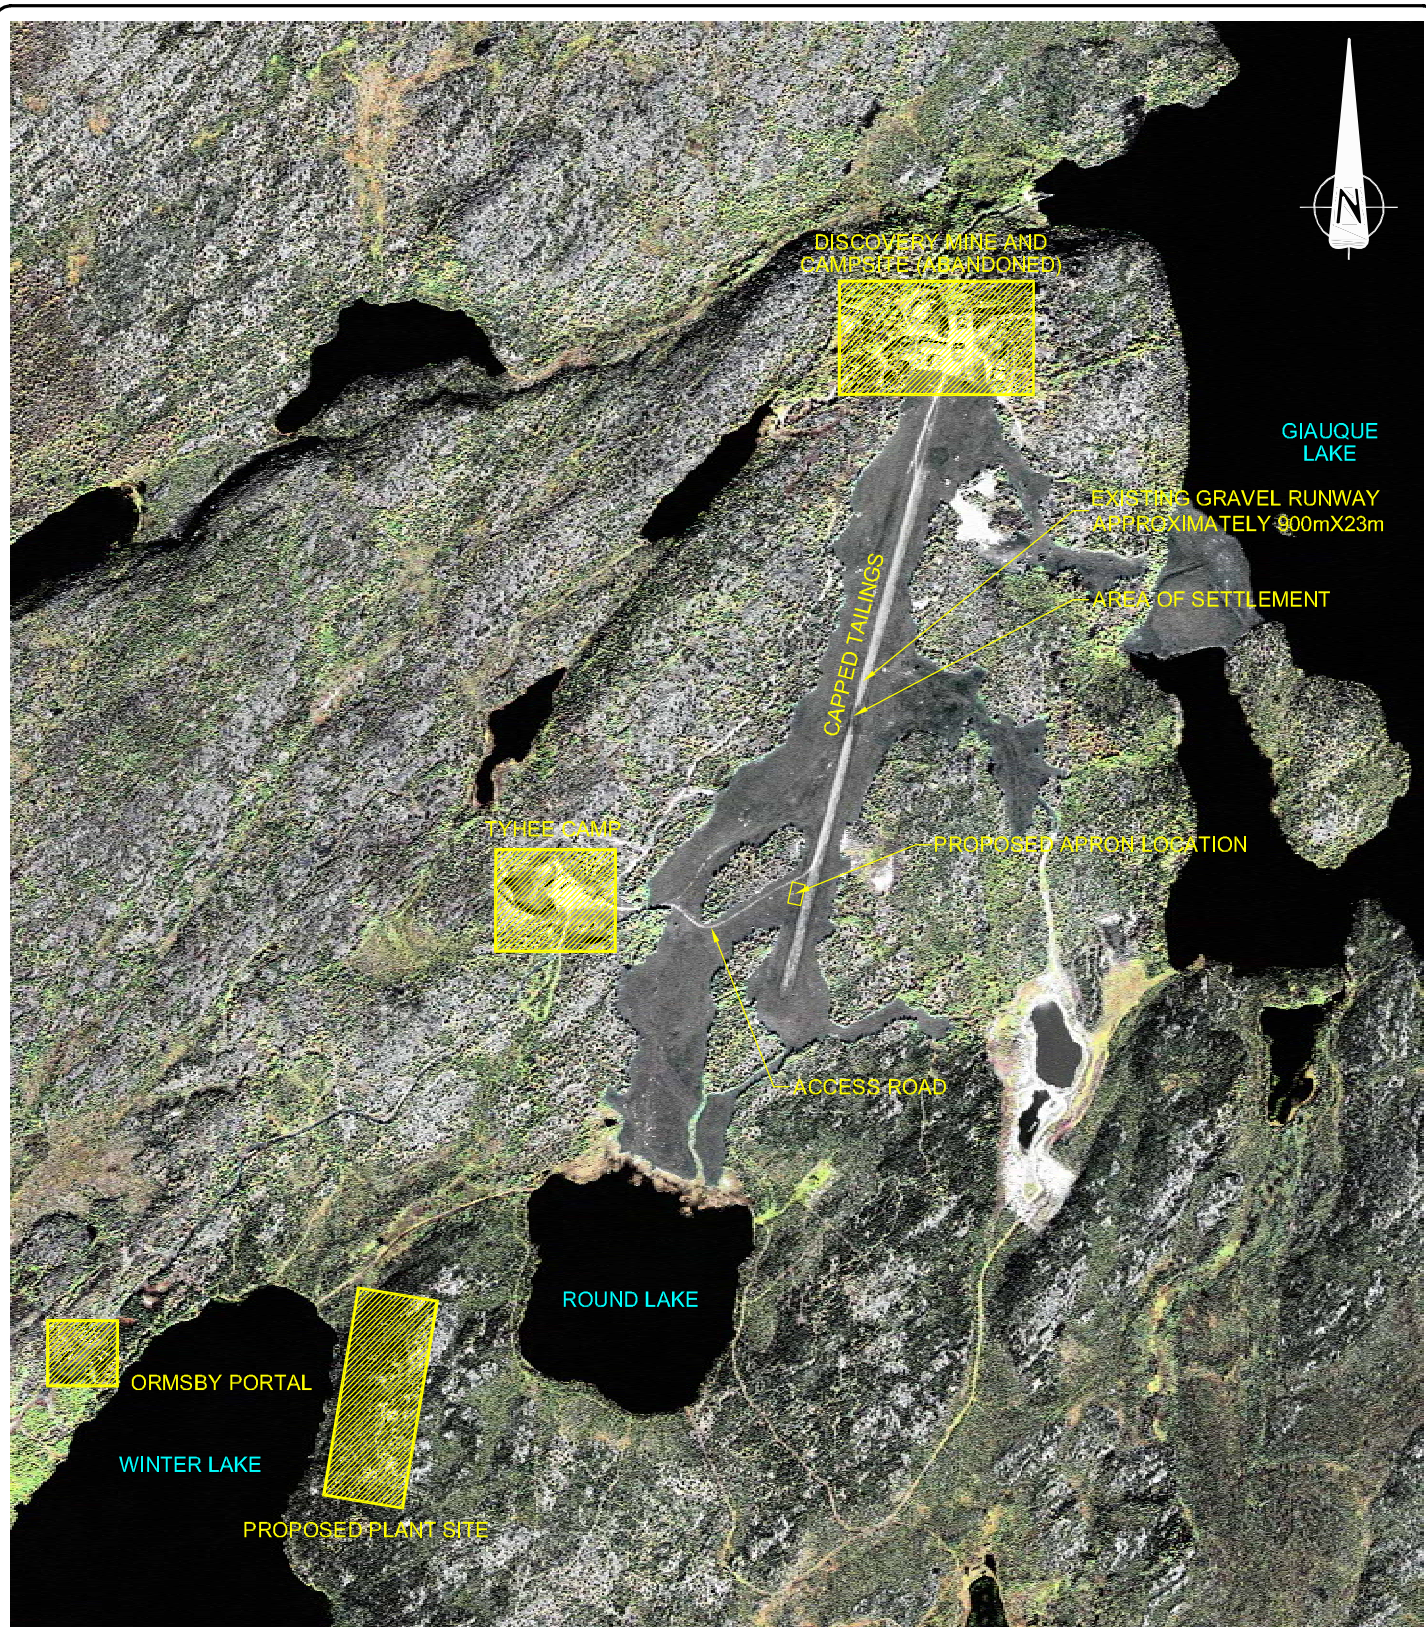 N
DISCOVERY MINE AND
CAMPSITE (ABANDONED)
GIAUQUE
LAKE
EXISTING GRAVEL RUNWAY
APPROXIMATELY 900mX23m
CAPPED TAILINGS
AREA OF SETTLEMENT
TYHEE CAMP
PROPOSED APRON LOCATION
ACCESS ROAD
ROUND LAKE
ORMSBY PORTAL
WINTER LAKE
PROPOSED PLANT SITE